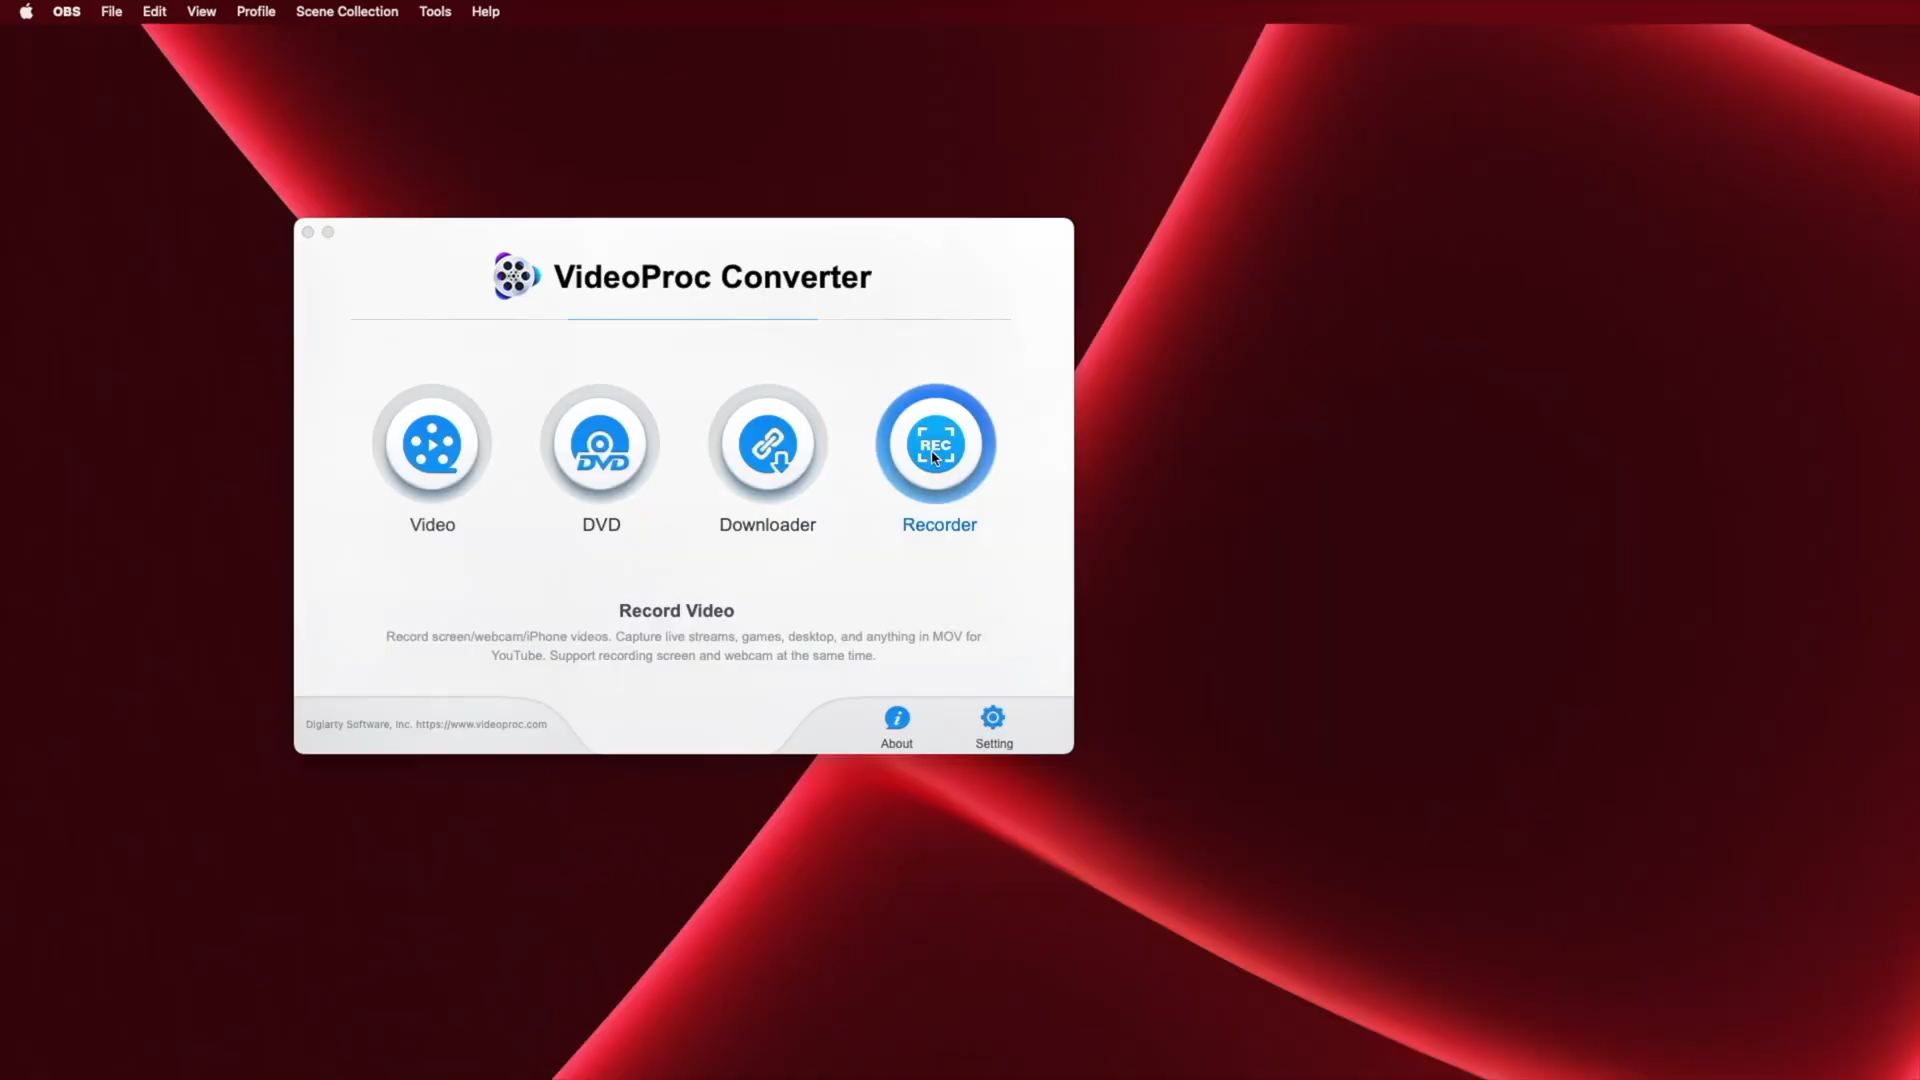 OBS File Edit View Profile Scene Collection Tools Help
VideoProc Converter
DVD
REC
Video DVD Downloader Recorder
Record Video
Record screen/webcam/iPhone videos. Capture live streams, games, desktop, and anything in MOV for
YouTube. Support recording screen and webcam at the same time.
Digiarty Software, Inc. https://www.videoproc.com
About Setting